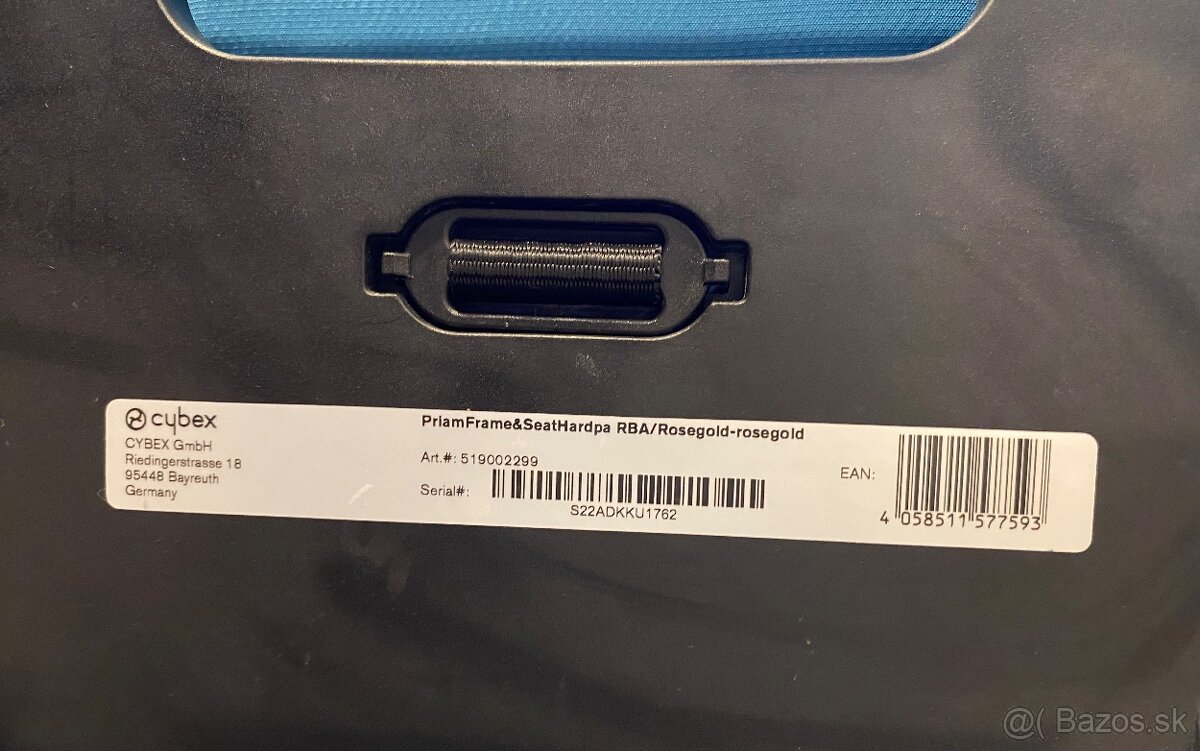 cybex
CYBEX GmbH
Riedingerstrasse 18
95448 Bayreuth
Germany
PriamFrame&SeatHardpa RBA/Rosegold-rosegold
Art.#: 519002299
Serial#:
S22ADKKU1762
EAN:
4 058511 577593
@( Bazos.sk